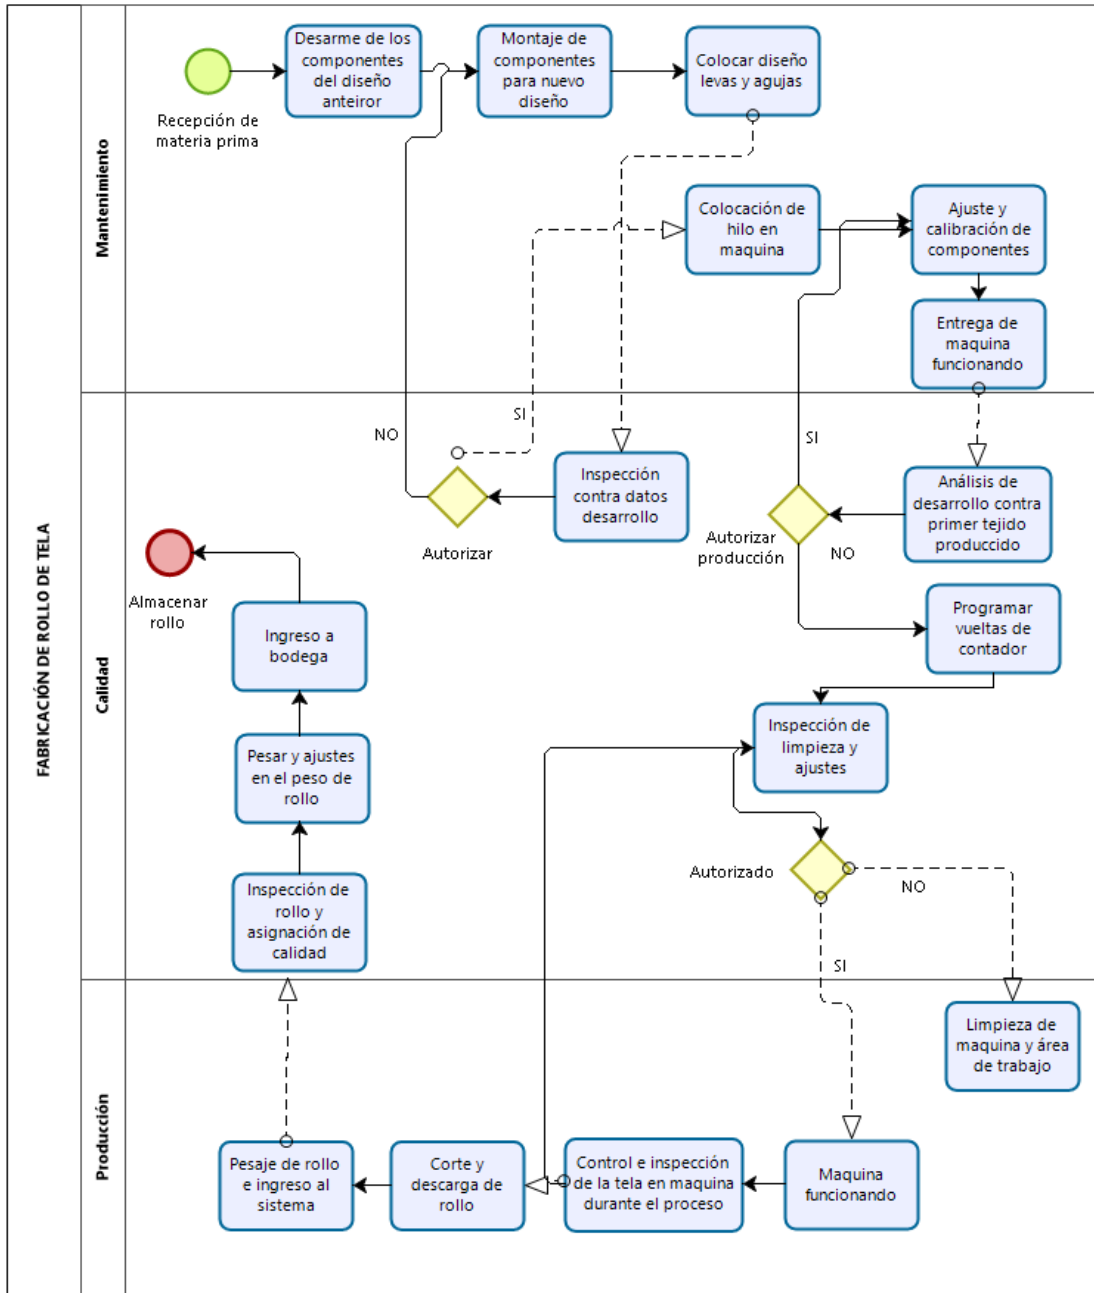 FABRICACIÓN DE ROLLO DE TELA
Mantenimiento
Recepción de
materia prima
Desarme de los
componentes
del diseño
anteiror
Montaje de
componentes
para nuevo
diseño
Colocar diseño
levas y agujas
Colocación de
hilo en
maquina
Ajuste y
calibración de
componentes
Entrega de
maquina
funcionando
Calidad
NO
SI
SI
Autorizar
Inspección
contra datos
desarrollo
Autorizar
producción
NO
Análisis de
desarrollo contra
primer tejido
produccido
Almacenar
rollo
Ingreso a
bodega
Programar
vueltas de
contador
Pesar y ajustes
en el peso de
rollo
Inspección de
limpieza y
ajustes
Inspección de
rollo y
asignación de
calidad
Autorizado
NO
SI
Producción
Limpieza de
maquina y área
de trabajo
Pesaje de rollo
e ingreso al
sistema
Corte y
descarga de
rollo
Control e inspección
de la tela en maquina
durante el proceso
Maquina
funcionando